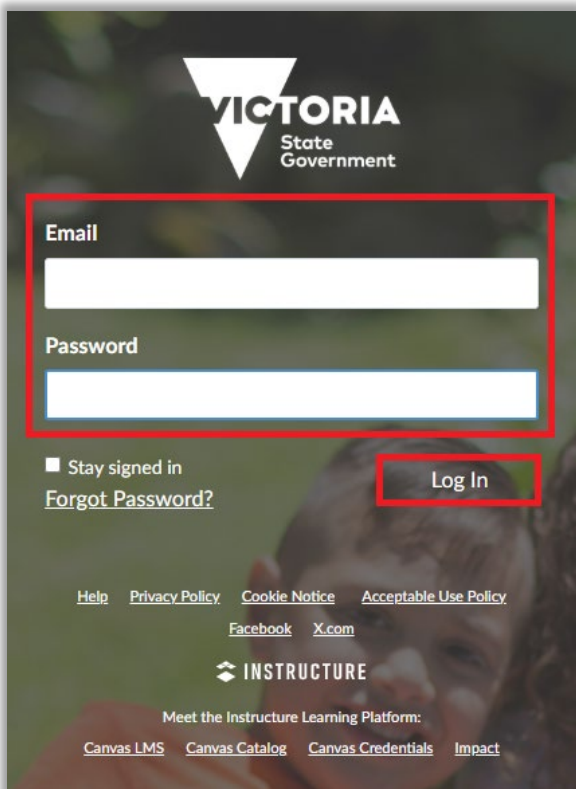 VICTORIA
State
Government
Email
Password
Stay signed in
Log In
Forgot Password?
Help Privacy Policy Cookie Notice Acceptable Use Policy
Facebook X.com
INSTRUCTURE
Meet the Instructure Learning Platform:
Canvas LMS Canvas Catalog Canvas Credentials Impact